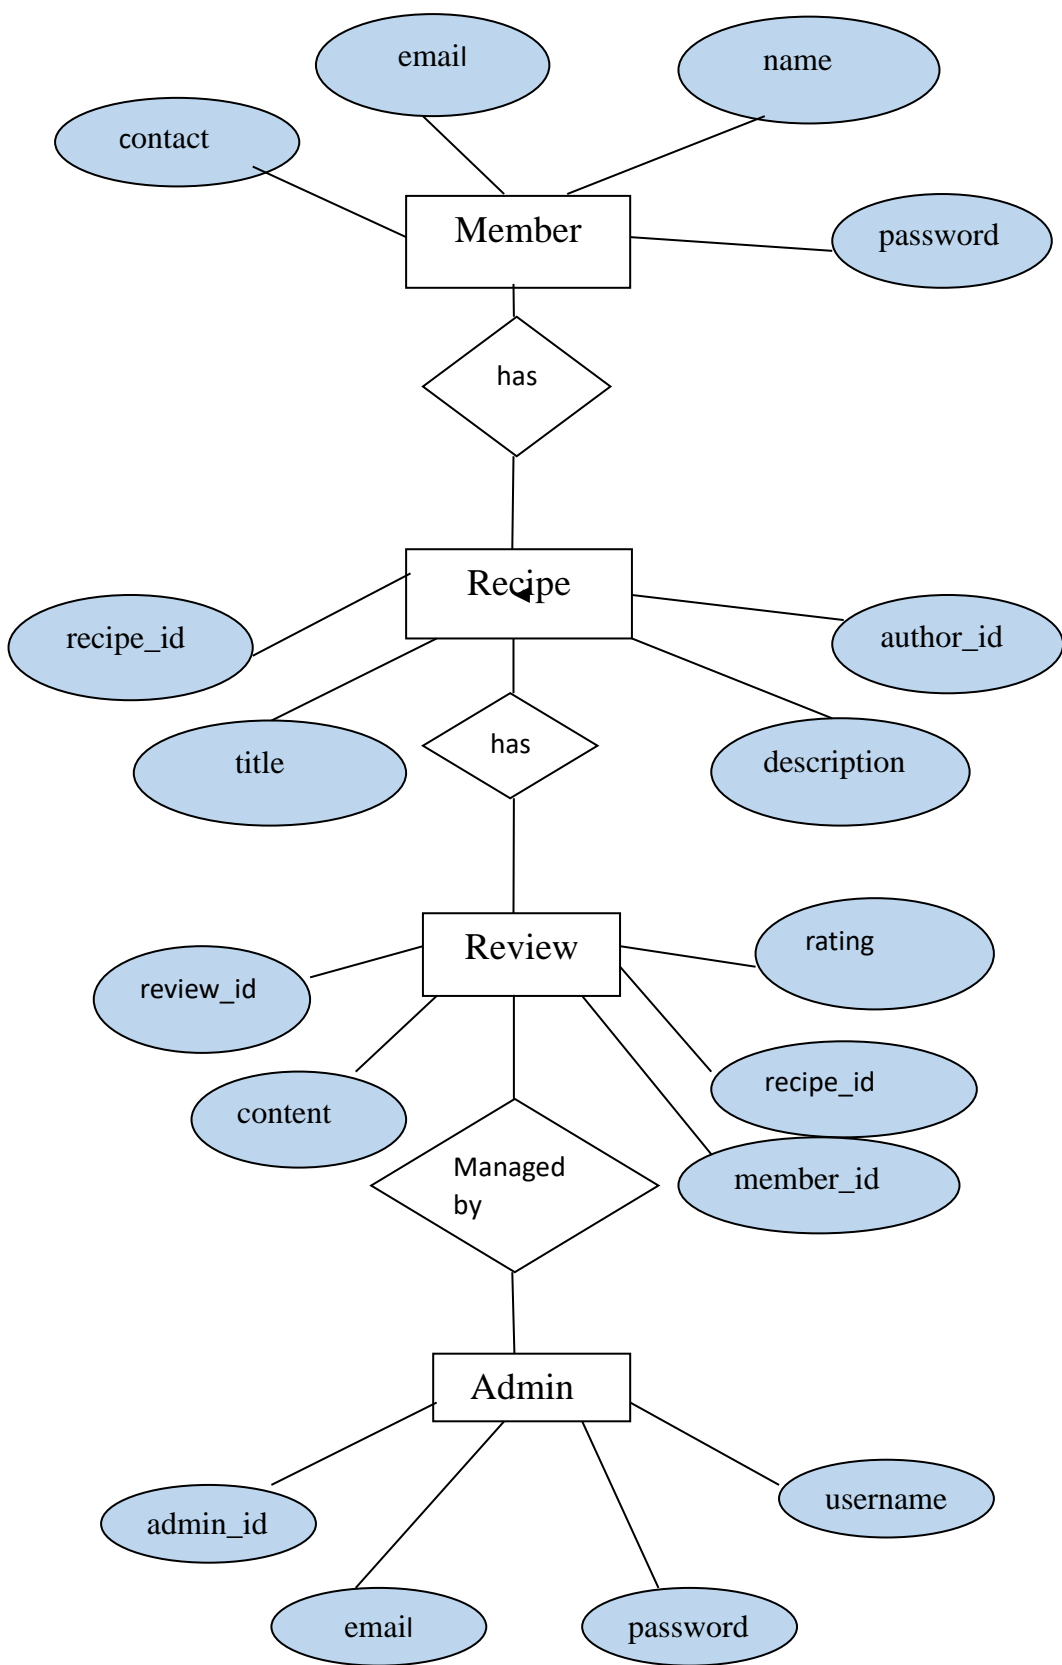 email
name
contact
Member
password
has
Recipe
recipe_id
author_id
title
has
description
Review
rating
review_id
recipe_id
content
Managed
by
member_id
Admin
admin_id
username
email
password